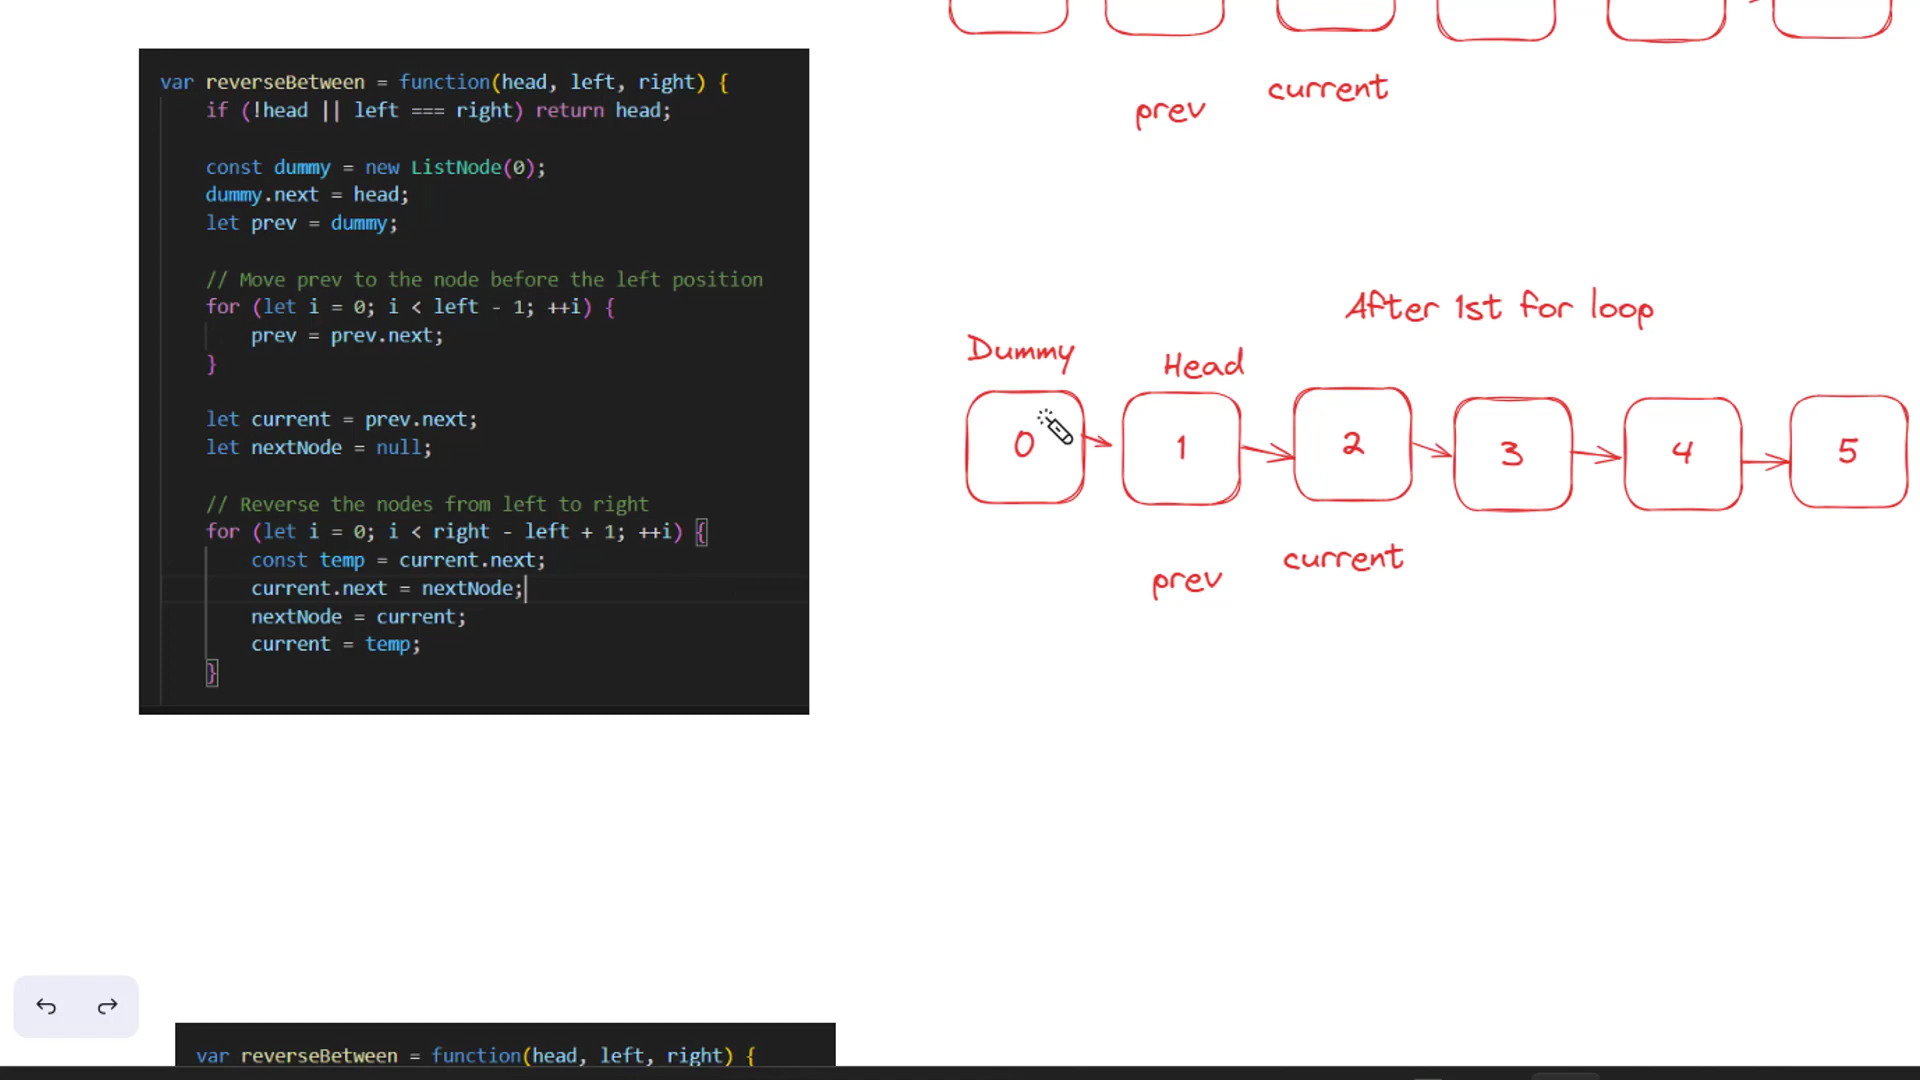 var reverseBetween = function(head, left, right) {
if (!head || left === right) return head;
const dummy = new ListNode(0);
dummy.next = head;
let prev = dummy;
// Move prev to the node before the left position
for (let i = 0; i < left - 1; ++i) {
prev = prev.next;
}
let current = prev.next;
let nextNode = null;
// Reverse the nodes from left to right
for (let i = 0; i < right - left + 1; ++i) {
const temp = current.next;
current.next = nextNode;
nextNode = current;
current = temp;
}
current
prev
After 1st for loop
Dummy
Head
0 1 2 3 4 5
current
prev
var reverseBetween = function(head, left, right) {